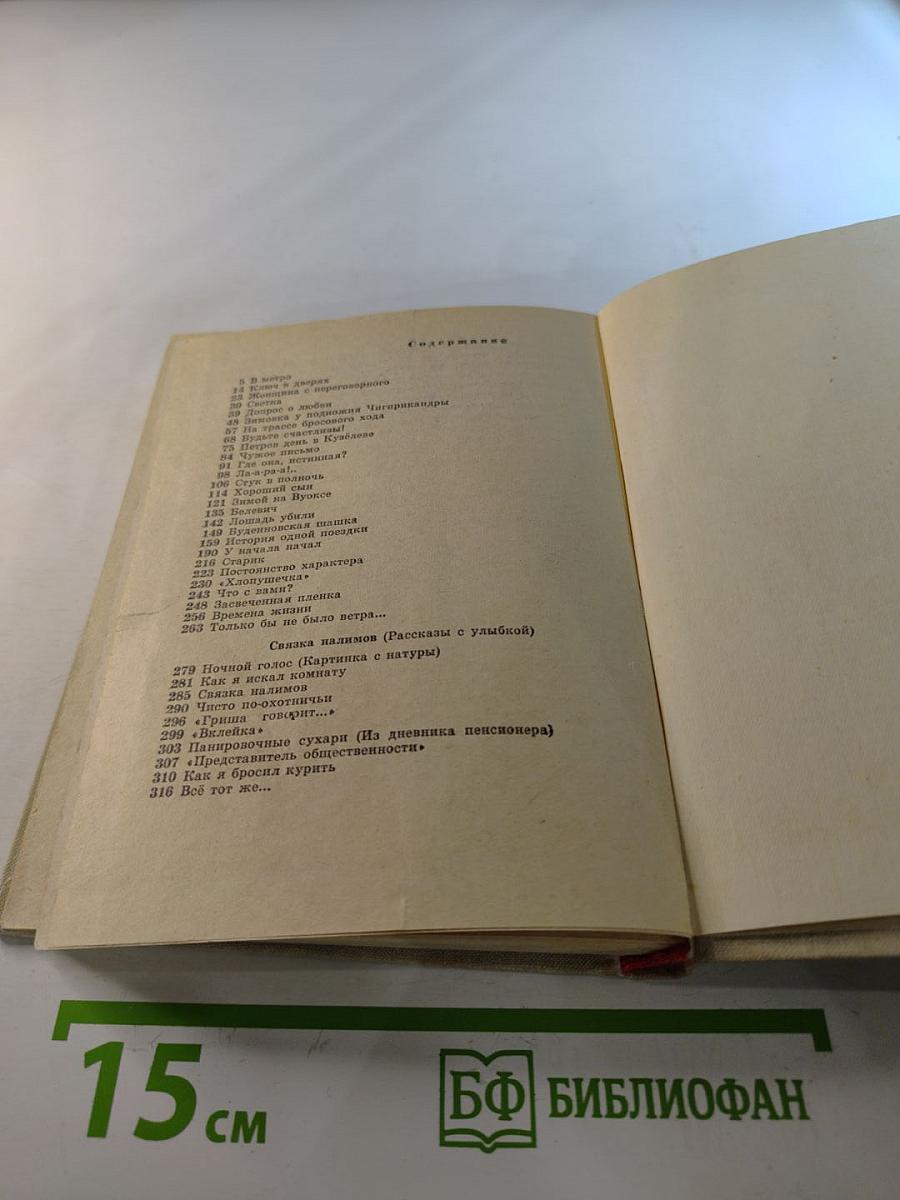 Содержание
5 В метро
14 Ключ в дверях
23 Женщина с переговорного
30 Светка
39 Допрос о любви
48 Зимовка у подножия Чигприкандры
57 На трассе бросового хода
68 Будьте счастливы!
75 Петров день в Кузёлеве
84 Чужое письмо
91 Где она, истинная?
98 Ла-а-ра-а!..
106 Стук в полночь
114 Хороший сын
121 Зимой на Вуоксе
135 Белевич
142 Лошадь убили
149 Буденновская шашка
159 История одной поездки
190 У начала начал
216 Старик
223 Постоянство характера
230 «Хлопушечка»
243 Что с вами?
248 Засвеченная пленка
256 Времена жизни
263 Только бы не было ветра...
Связка налимов (Рассказы с улыбкой)
279 Ночной голос (Картинка с натуры)
281 Как я искал комнату
285 Связка налимов
290 Чисто по-охотничьи
296 «Гриша говорит...»
299 «Вклейка»
303 Панировочные сухари (Из дневника пенсионера)
307 «Представитель общественности»
310 Как я бросил курить
316 Всё тот же...
15 см
БФ БИБЛИОФАН